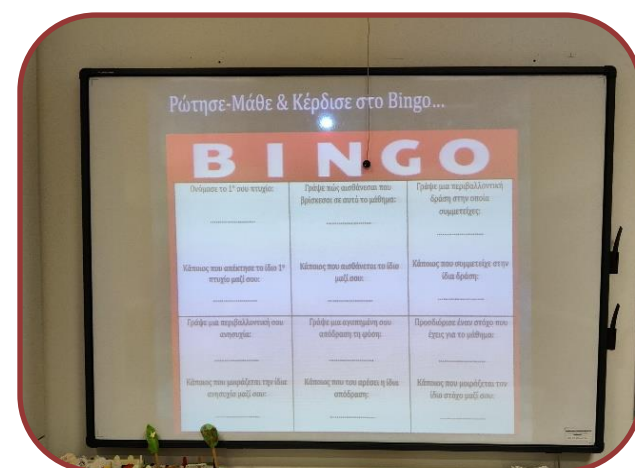 Ρώτησε-Μάθε & Κέρδισε στο Bingo...
BINGO
Ονόμασε το 1º σου πτυχίο:
....................
Κάποιος που απέκτησε το ίδιο 1º
πτυχίο μαζί σου:
....................
Γράψε πώς αισθάνεσαι που
βρίσκεσαι σε αυτό το μάθημα:
....................
Κάποιος που αισθάνεται το ίδιο
μαζί σου:
....................
Γράψε μια περιβαλλοντική
δράση στην οποία
συμμετείχες:
....................
Κάποιος που συμμετείχε στην
ίδια δράση:
....................
Γράψε μια περιβαλλοντική σου
ανησυχία:
....................
Κάποιος που μοιράζεται την ίδια
ανησυχία μαζί σου:
....................
Γράψε μια αγαπημένη σου
απόδραση τη φύση:
....................
Κάποιος που του αρέσει η ίδια
απόδραση:
....................
Προσδιόρισε έναν στόχο που
έχεις για το μάθημα:
....................
Κάποιος που μοιράζεται τον
ίδιο στόχο μαζί σου:
....................